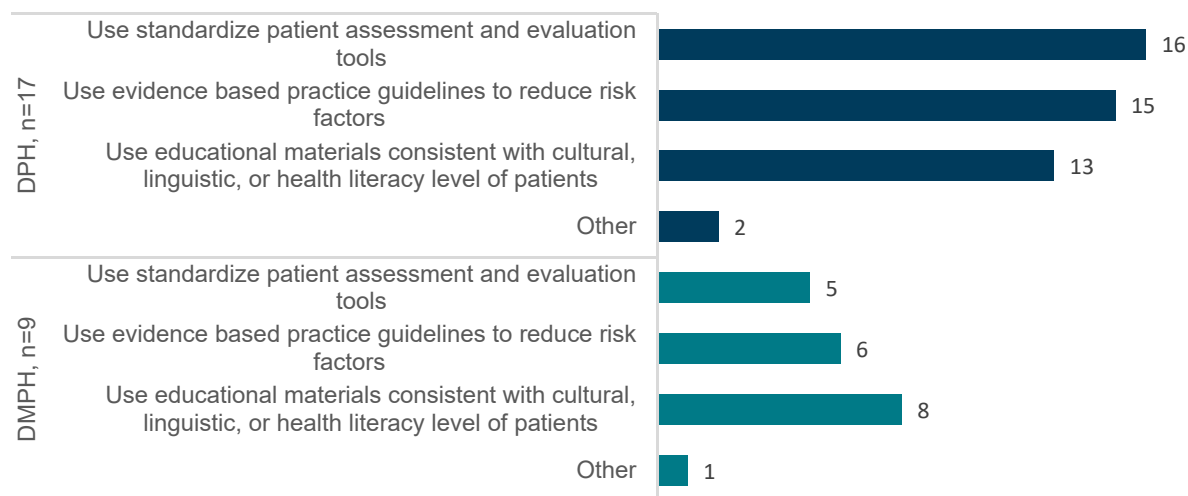 DPH, n=17
Use standardize patient assessment and evaluation
tools
16
Use evidence based practice guidelines to reduce risk
factors
15
Use educational materials consistent with cultural,
linguistic, or health literacy level of patients
13
Other
2
DMPH, n=9
Use standardize patient assessment and evaluation
tools
5
Use evidence based practice guidelines to reduce risk
factors
6
Use educational materials consistent with cultural,
linguistic, or health literacy level of patients
8
Other
1